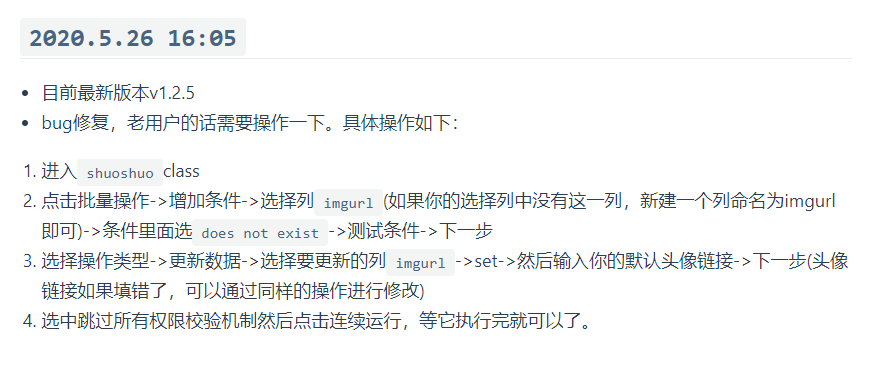 2020.5.26 16:05
• 目前最新版本v1.2.5
• bug修复，老用户的话需要操作一下。具体操作如下：
1. 进入 shuoshuo class
2. 点击批量操作->增加条件->选择列 imgurl (如果你的选择列中没有这一列，新建一个列命名为imgurl
即可)->条件里面选 does not exist ->测试条件->下一步
3. 选择操作类型->更新数据->选择要更新的列 imgurl ->set->然后输入你的默认头像链接->下一步(头像
链接如果填错了，可以通过同样的操作进行修改)
4. 选中跳过所有权限校验机制然后点击连续运行，等它执行完就可以了。